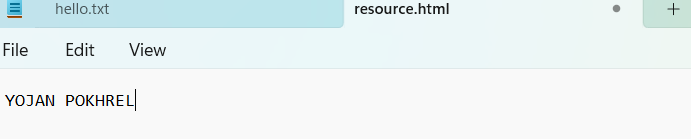 hello.txt
resource.html
File Edit View
YOJAN POKHREL